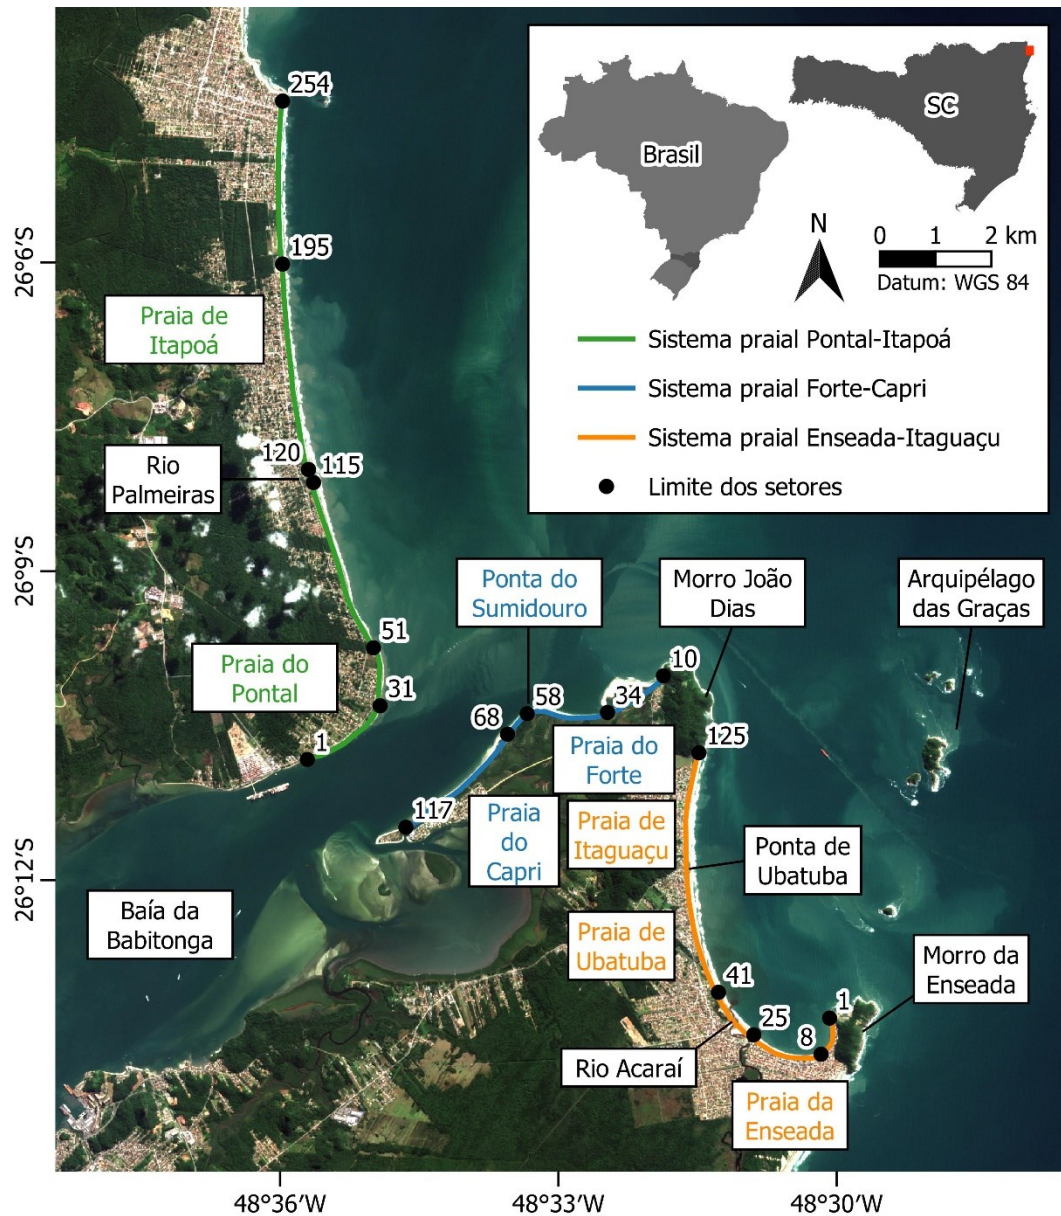 254
195
26°6'S
Praia de
Itapoá
120
115
Rio
Palmeiras
26°9'S
51
Praia do
Pontal
31
1
Brasil
SC
N
0 1 2 km
Datum: WGS 84
Sistema praial Pontal-Itapoá
Sistema praial Forte-Capri
Sistema praial Enseada-Itaguaçu
Limite dos setores
Ponta do
Sumidouro
Morro João
Dias
Arquipélago
das Graças
10
58
34
68
125
Praia do
Forte
117
Praia
do
Capri
Praia de
Itaguaçu
Ponta de
Ubatuba
26°12'S
Baía da
Babitonga
Praia de
Ubatuba
Morro da
Enseada
41
1
25
8
Rio Acaraí
Praia da
Enseada
48°36'W
48°33'W
48°30'W